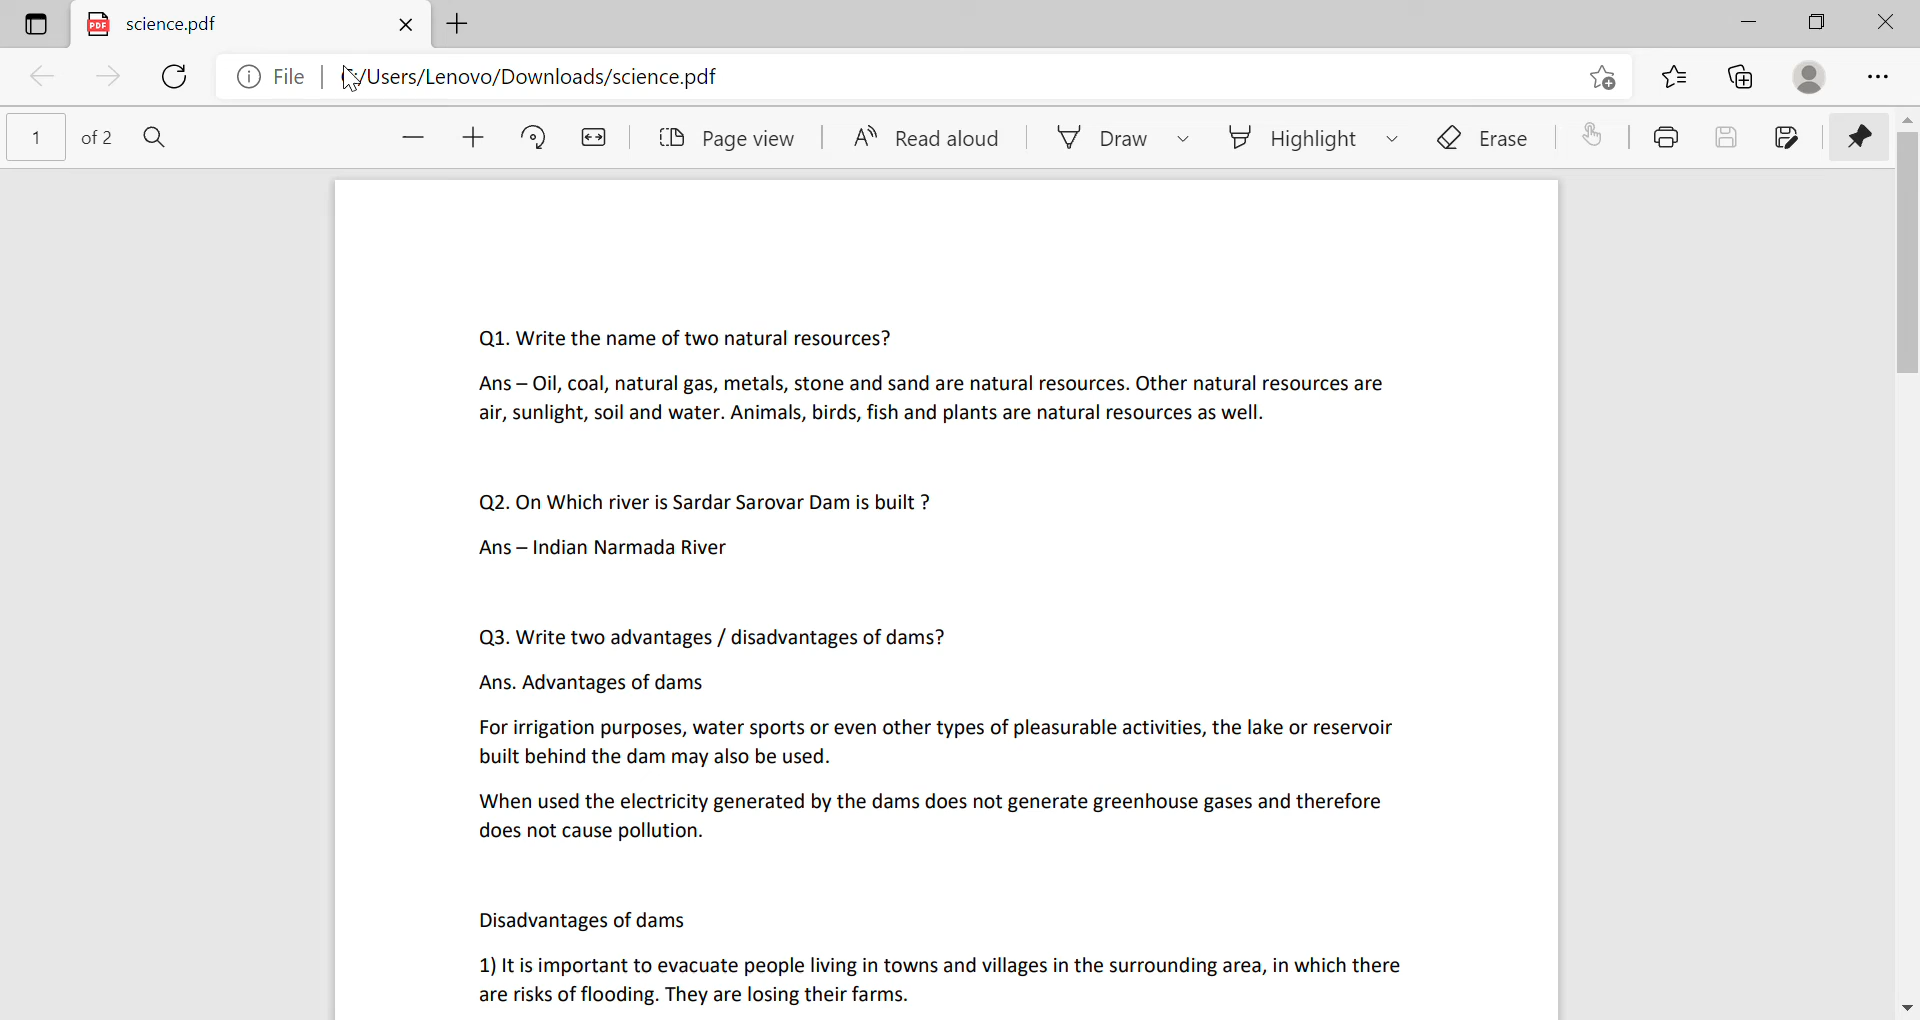 science.pdf
File
/Users/Lenovo/Downloads/science.pdf
1 of 2
Page view
Read aloud
Draw
Highlight
Erase
Q1. Write the name of two natural resources?
Ans – Oil, coal, natural gas, metals, stone and sand are natural resources. Other natural resources are
air, sunlight, soil and water. Animals, birds, fish and plants are natural resources as well.
Q2. On Which river is Sardar Sarovar Dam is built ?
Ans – Indian Narmada River
Q3. Write two advantages / disadvantages of dams?
Ans. Advantages of dams
For irrigation purposes, water sports or even other types of pleasurable activities, the lake or reservoir
built behind the dam may also be used.
When used the electricity generated by the dams does not generate greenhouse gases and therefore
does not cause pollution.
Disadvantages of dams
1) It is important to evacuate people living in towns and villages in the surrounding area, in which there
are risks of flooding. They are losing their farms.